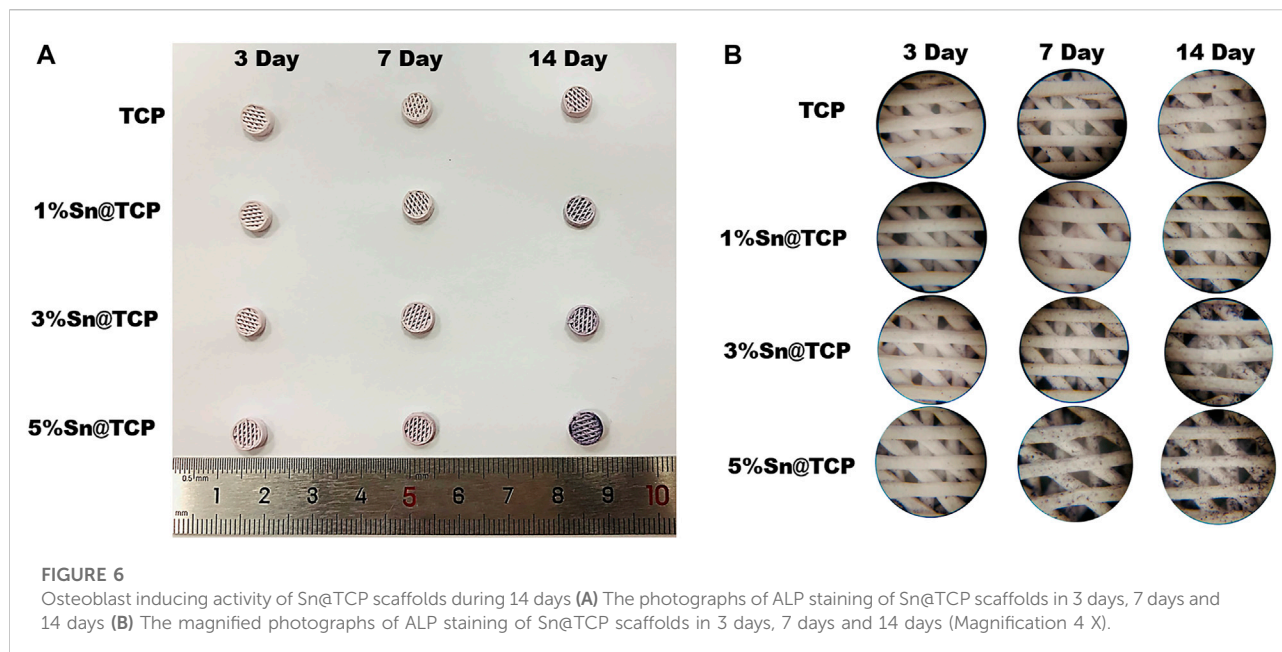 A
B
3 Day 7 Day 14 Day
3 Day 7 Day 14 Day
TCP
TCP
1%Sn@TCP
1%Sn@TCP
3%Sn@TCP
3%Sn@TCP
5%Sn@TCP
5%Sn@TCP
0.5 mm
1 2 3 4 5 6 7 8 9 10
mm
FIGURE 6
Osteoblast inducing activity of Sn@TCP scaffolds during 14 days (A) The photographs of ALP staining of Sn@TCP scaffolds in 3 days, 7 days and
14 days (B) The magnified photographs of ALP staining of Sn@TCP scaffolds in 3 days, 7 days and 14 days (Magnification 4 X).